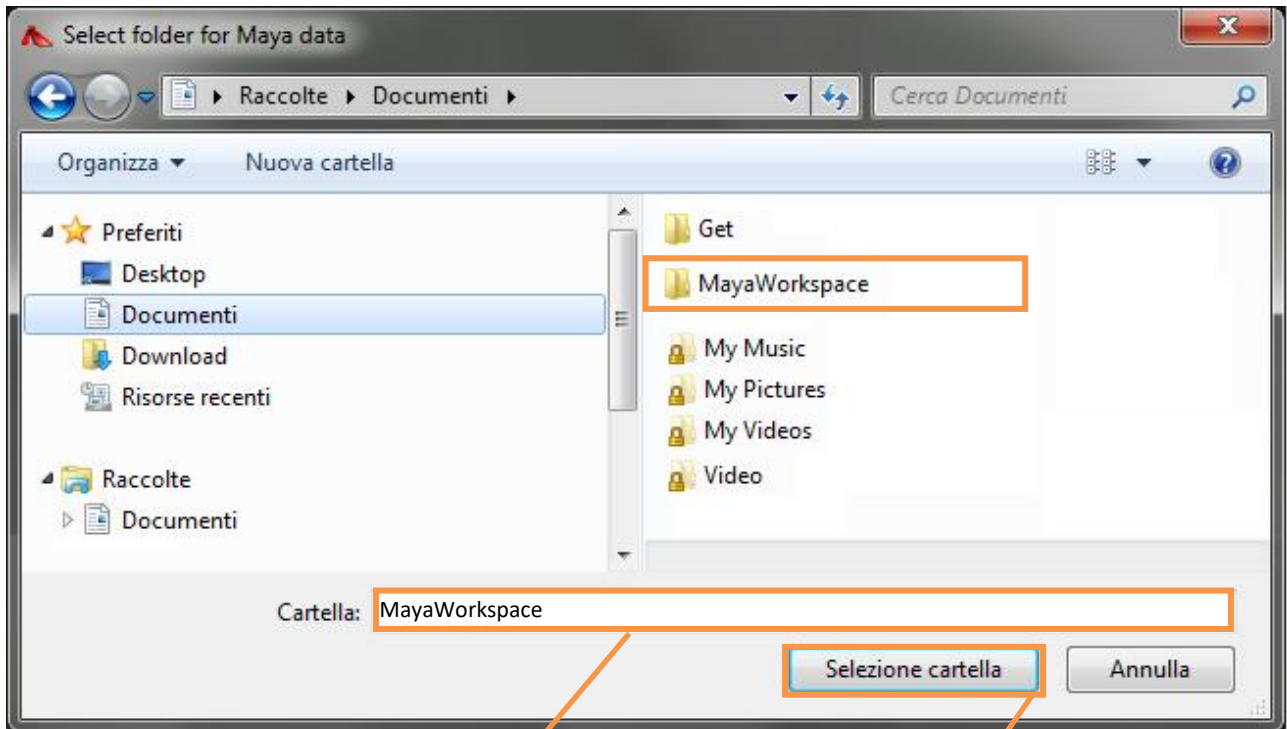 Select folder for Maya data
Raccolte Documenti
Cerca Documenti
Organizza Nuova cartella
Preferiti
Desktop
Documenti
Download
Risorse recenti
Raccolte
Documenti
Get
MayaWorkspace
My Music
My Pictures
My Videos
Video
Cartella: MayaWorkspace
Selezione cartella Annulla